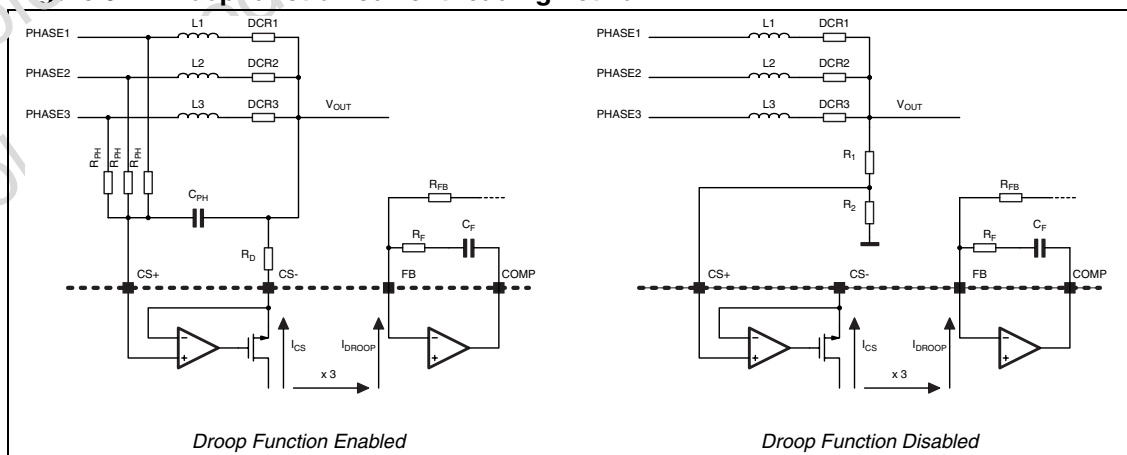 L1 DCR1
PHASE1
L2 DCR2
PHASE2
L3 DCR3
PHASE3
VOUT
RPH
RPH
RPH
CPH
RFB
RF
CF
RD
CS+
CS-
FB
COMP
ICS
IDROOP
x 3
Droop Function Enabled
L1 DCR1
PHASE1
L2 DCR2
PHASE2
L3 DCR3
PHASE3
VOUT
R1
R2
RFB
RF
CF
CS+
CS-
FB
COMP
ICS
IDROOP
x 3
Droop Function Disabled